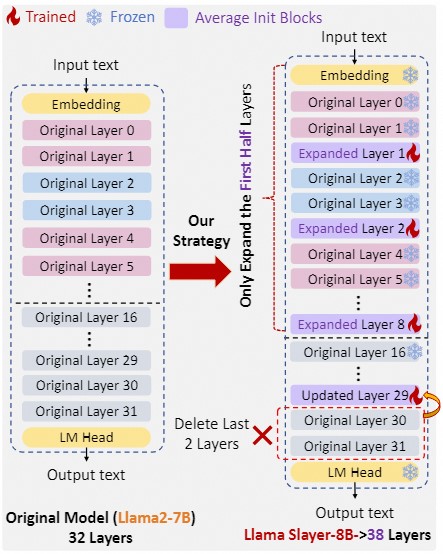 Trained Frozen Average Init Blocks
Input text
Embedding
Original Layer 0
Original Layer 1
Original Layer 2
Original Layer 3
Original Layer 4
Original Layer 5
Original Layer 16
Original Layer 29
Original Layer 30
Original Layer 31
LM Head
Output text
Original Model (Llama2-7B)
32 Layers
Our
Strategy
Only Expand the First Half Layers
Input text
Embedding
Original Layer 0
Original Layer 1
Expanded Layer 1
Original Layer 2
Original Layer 3
Expanded Layer 2
Original Layer 4
Original Layer 5
Expanded Layer 8
Original Layer 16
Updated Layer 29
Delete Last
2 Layers
Original Layer 30
Original Layer 31
LM Head
Output text
Llama Slayer-8B->38 Layers